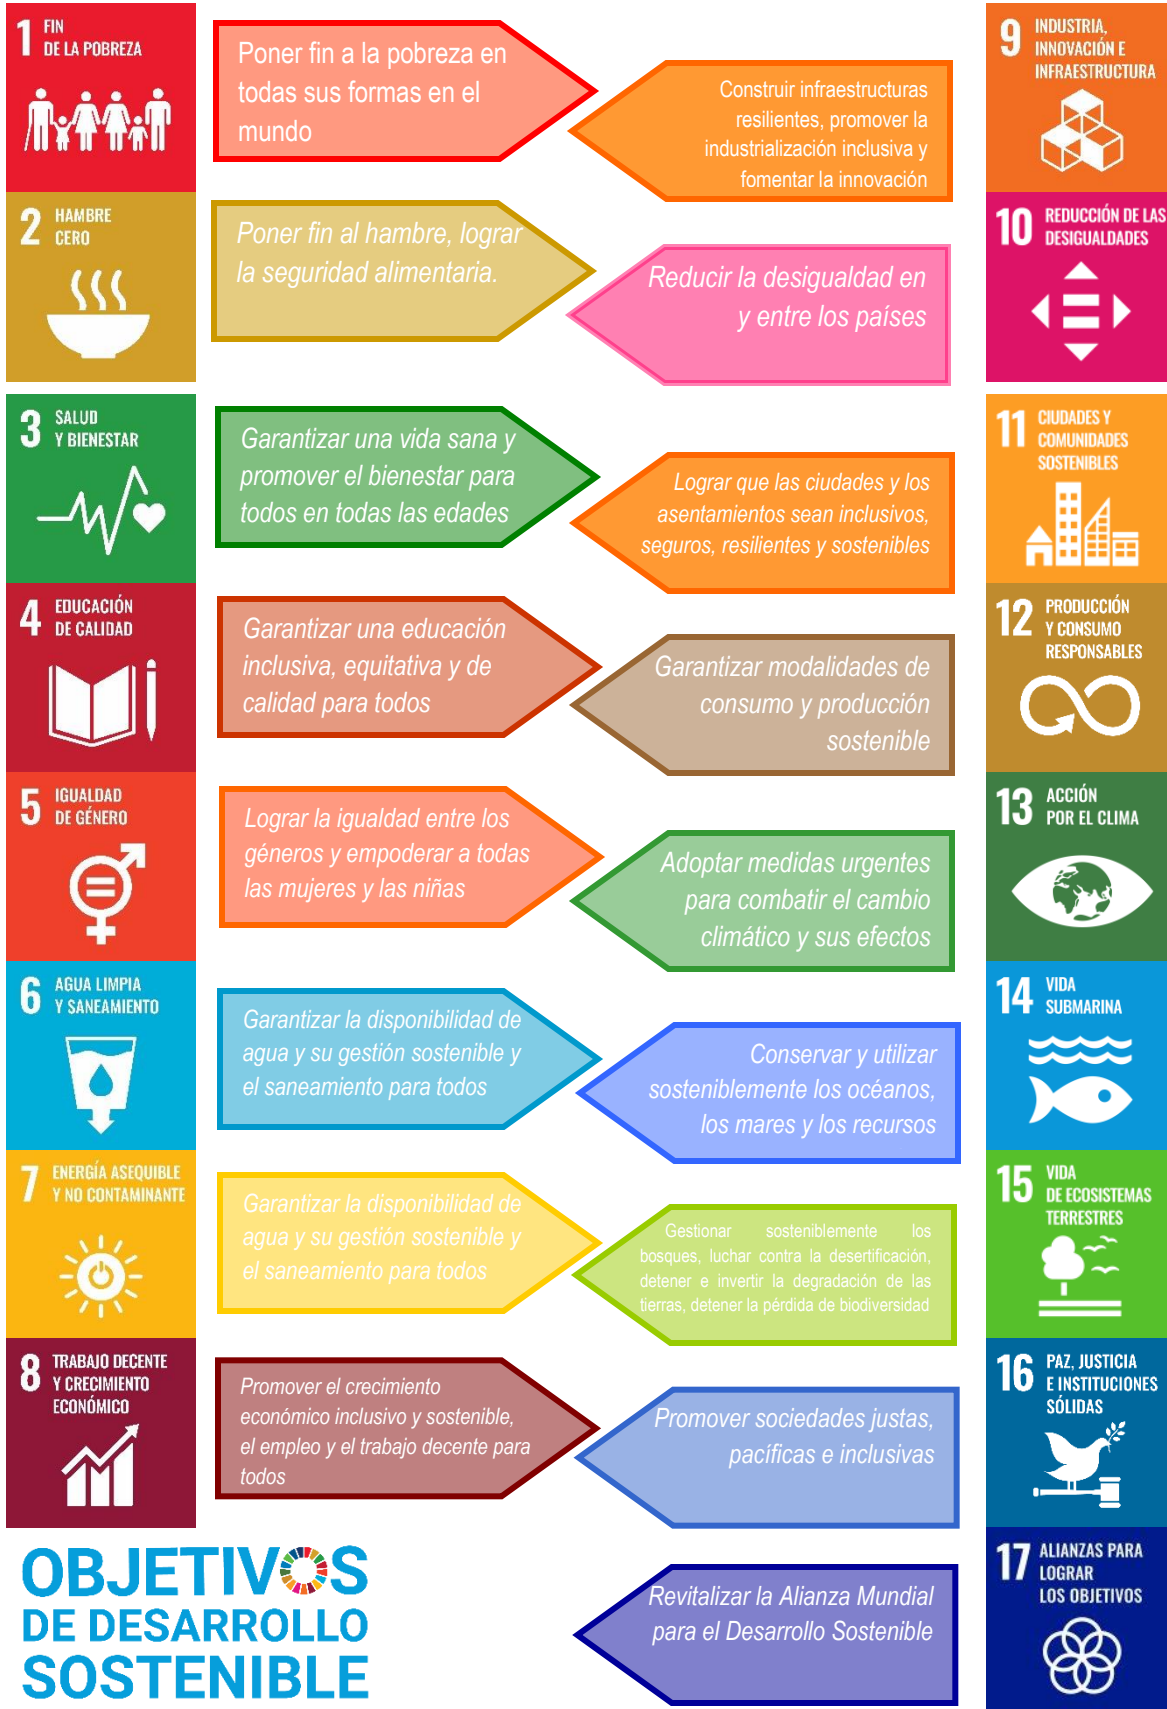 1 FIN
DE LA POBREZA
Poner fin a la pobreza en
todas sus formas en el
mundo
2 HAMBRE
CERO
Poner fin al hambre, lograr
la seguridad alimentaria.
3 SALUD
Y BIENESTAR
Garantizar una vida sana y
promover el bienestar para
todos en todas las edades
4 EDUCACIÓN
DE CALIDAD
Garantizar una educación
inclusiva, equitativa y de
calidad para todos
5 IGUALDAD
DE GÉNERO
Lograr la igualdad entre los
géneros y empoderar a todas
las mujeres y las niñas
6 AGUA LIMPIA
Y SANEAMIENTO
Garantizar la disponibilidad de
agua y su gestión sostenible y
el saneamiento para todos
7 ENERGÍA ASEQUIBLE
Y NO CONTAMINANTE
Garantizar la disponibilidad de
agua y su gestión sostenible y
el saneamiento para todos
8 TRABAJO DECENTE
Y CRECIMIENTO
ECONÓMICO
Promover el crecimiento
económico inclusivo y sostenible,
el empleo y el trabajo decente para
todos
9 INDUSTRIA,
INNOVACIÓN E
INFRAESTRUCTURA
Construir infraestructuras
resilientes, promover la
industrialización inclusiva y
fomentar la innovación
10 REDUCCIÓN DE LAS
DESIGUALDADES
Reducir la desigualdad en
y entre los países
11 CIUDADES Y
COMUNIDADES
SOSTENIBLES
Lograr que las ciudades y los
asentamientos sean inclusivos,
seguros, resilientes y sostenibles
12 PRODUCCIÓN
Y CONSUMO
RESPONSABLES
Garantizar modalidades de
consumo y producción
sostenible
13 ACCIÓN
POR EL CLIMA
Adoptar medidas urgentes
para combatir el cambio
climático y sus efectos
14 VIDA
SUBMARINA
Conservar y utilizar
sosteniblemente los océanos,
los mares y los recursos
15 VIDA
DE ECOSISTEMAS
TERRESTRES
Gestionar sosteniblemente los
bosques, luchar contra la desertificación,
detener e invertir la degradación de las
tierras, detener la pérdida de biodiversidad
16 PAZ, JUSTICIA
E INSTITUCIONES
SÓLIDAS
Promover sociedades justas,
pacíficas e inclusivas
17 ALIANZAS PARA
LOGRAR
LOS OBJETIVOS
Revitalizar la Alianza Mundial
para el Desarrollo Sostenible
OBJETIVOS
DE DESARROLLO
SOSTENIBLE